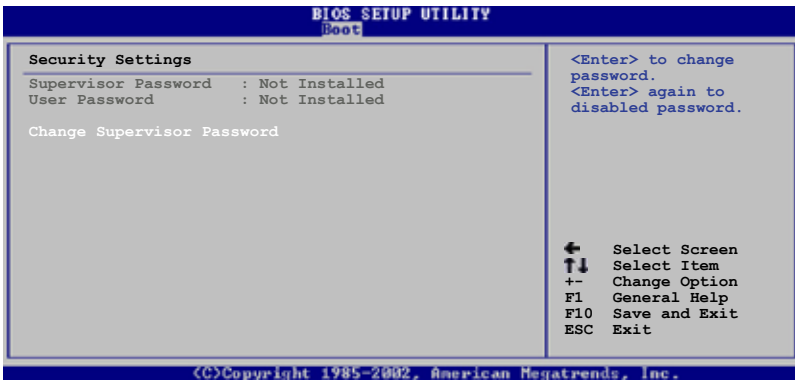 BIOS SETUP UTILITY
Boot
Security Settings
Supervisor Password : Not Installed
User Password : Not Installed
Change Supervisor Password
<Enter> to change
password.
<Enter> again to
disabled password.
← Select Screen
↑↓ Select Item
+- Change Option
F1 General Help
F10 Save and Exit
ESC Exit
(C)Copyright 1985-2002, American Megatrends, Inc.